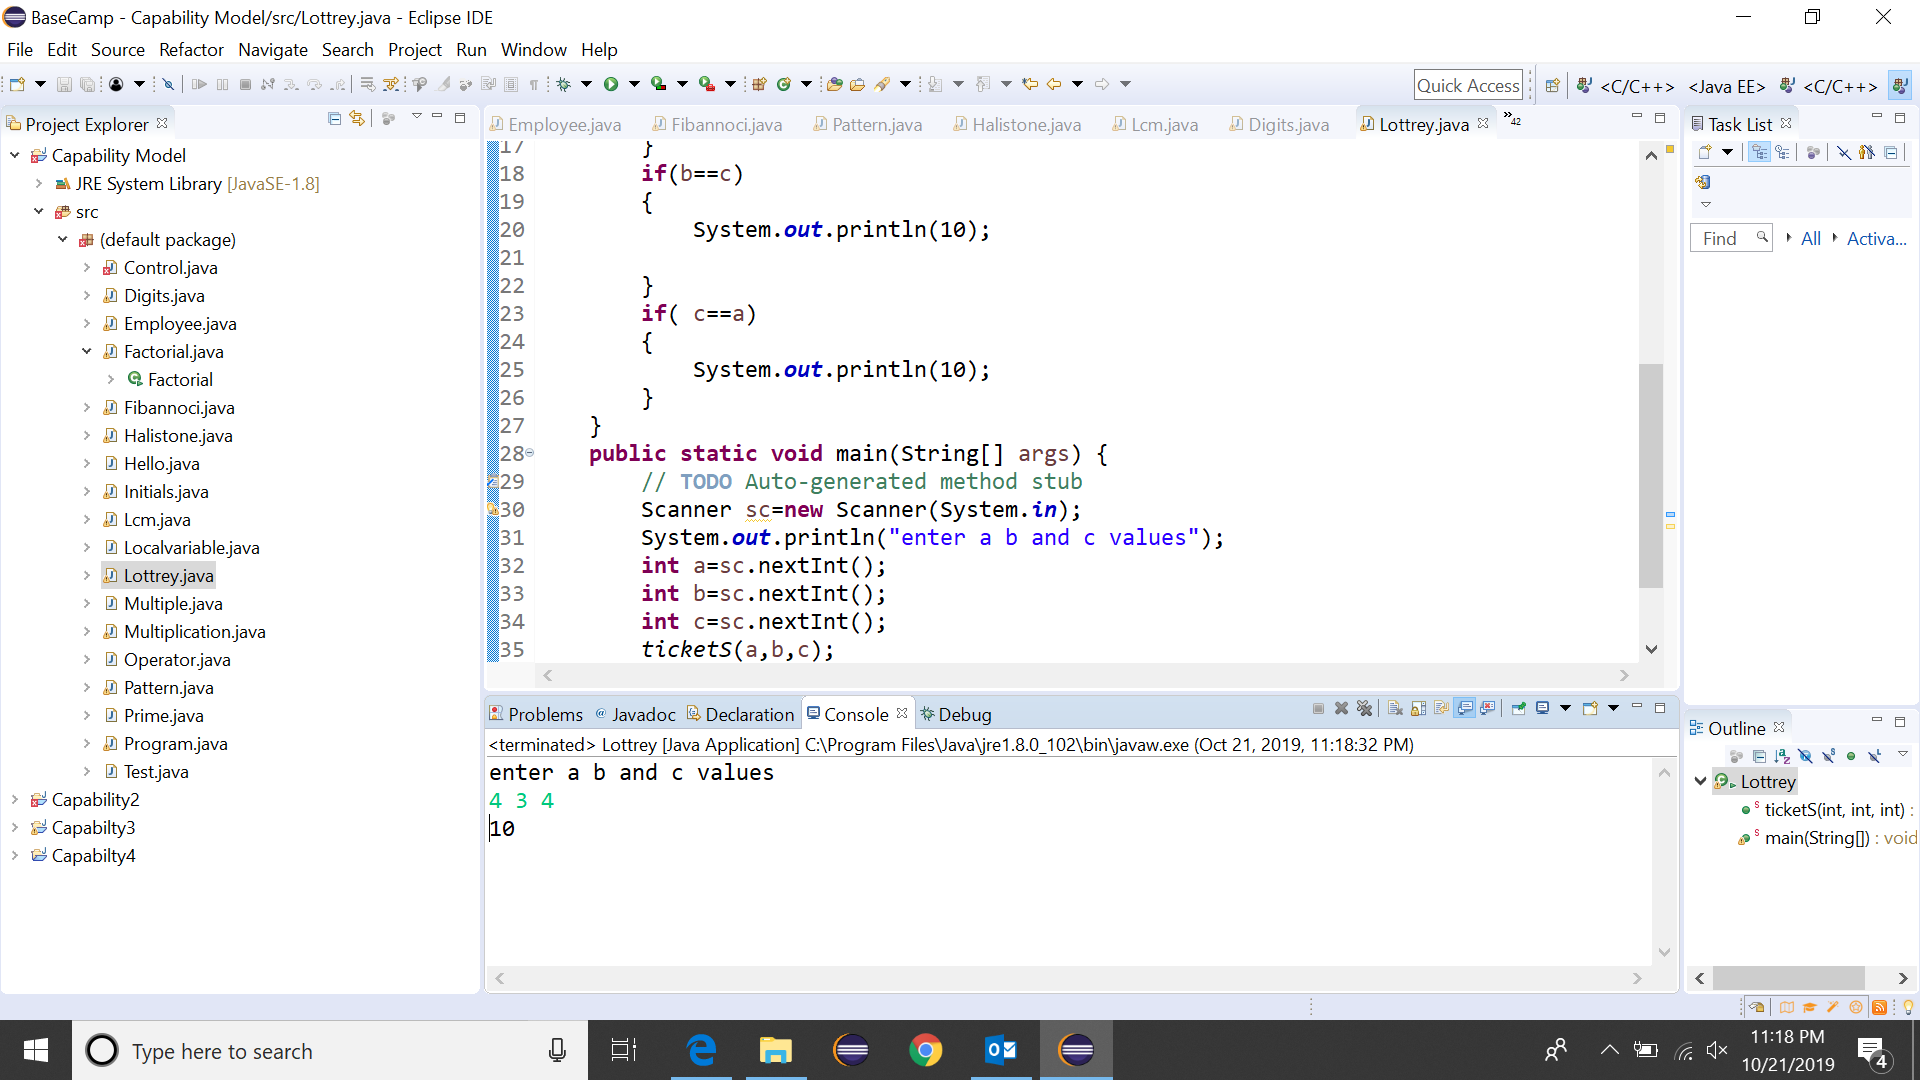 BaseCamp - Capability Model/src/Lottrey.java - Eclipse IDE
File Edit Source Refactor Navigate Search Project Run Window Help
Quick Access <C/C++> <Java EE> <C/C++>
Project Explorer
Capability Model
JRE System Library [JavaSE-1.8]
src
(default package)
Control.java
Digits.java
Employee.java
Factorial.java
Factorial
Fibannoci.java
Halistone.java
Hello.java
Initials.java
Lcm.java
Localvariable.java
Lottrey.java
Multiple.java
Multiplication.java
Operator.java
Pattern.java
Prime.java
Program.java
Test.java
Capability2
Capabilty3
Capabilty4
Employee.java Fibannoci.java Pattern.java Halistone.java Lcm.java Digits.java Lottrey.java »42
17 }
18 if(b==c)
19 {
20 System.out.println(10);
21
22 }
23 if( c==a)
24 {
25 System.out.println(10);
26 }
27 }
28 public static void main(String[] args) {
29 // TODO Auto-generated method stub
30 Scanner sc=new Scanner(System.in);
31 System.out.println("enter a b and c values");
32 int a=sc.nextInt();
33 int b=sc.nextInt();
34 int c=sc.nextInt();
35 ticketS(a,b,c);
Problems @ Javadoc Declaration Console Debug
<terminated> Lottrey [Java Application] C:\Program Files\Java\jre1.8.0_102\bin\javaw.exe (Oct 21, 2019, 11:18:32 PM)
enter a b and c values
4 3 4
10
Task List
Find All Activa...
Outline
Lottrey
S ticketS(int, int, int) :
S main(String[]) : void
Type here to search
11:18 PM
10/21/2019
4